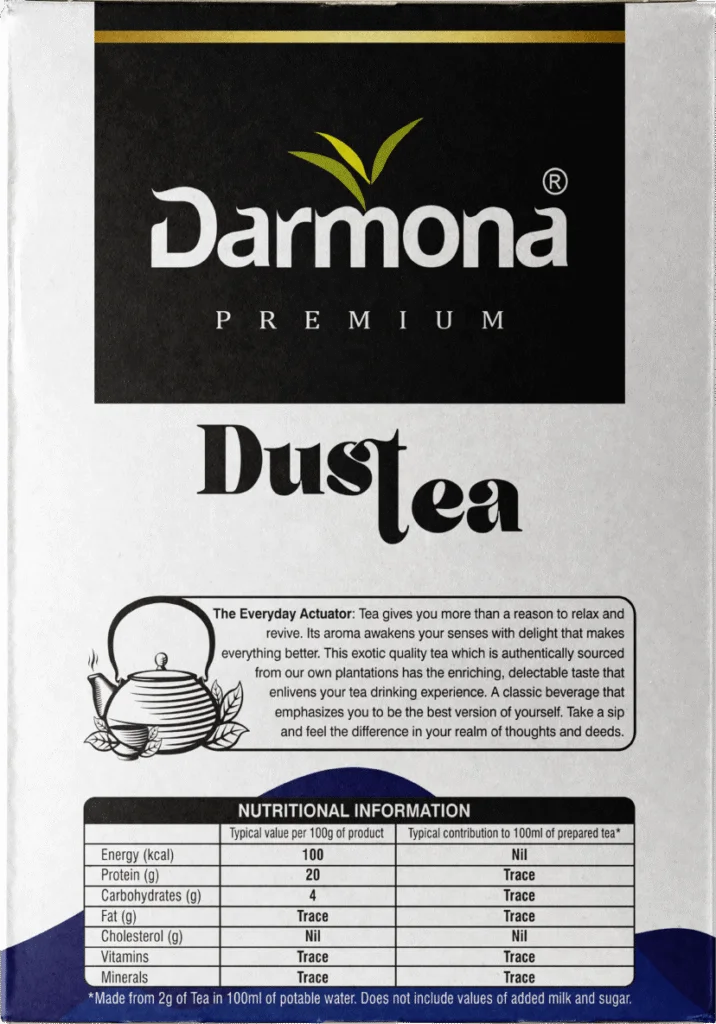 Darmona®
PREMIUM
Dust tea
The Everyday Actuator: Tea gives you more than a reason to relax and
revive. Its aroma awakens your senses with delight that makes
everything better. This exotic quality tea which is authentically sourced
from our own plantations has the enriching, delectable taste that
enlivens your tea drinking experience. A classic beverage that
emphasizes you to be the best version of yourself. Take a sip
and feel the difference in your realm of thoughts and deeds.
NUTRITIONAL INFORMATION
Typical value per 100g of product Typical contribution to 100ml of prepared tea*
Energy (kcal) 100 Nil
Protein (g) 20 Trace
Carbohydrates (g) 4 Trace
Fat (g) Trace Trace
Cholesterol (g) Nil Nil
Vitamins Trace Trace
Minerals Trace Trace
*Made from 2g of Tea in 100ml of potable water. Does not include values of added milk and sugar.